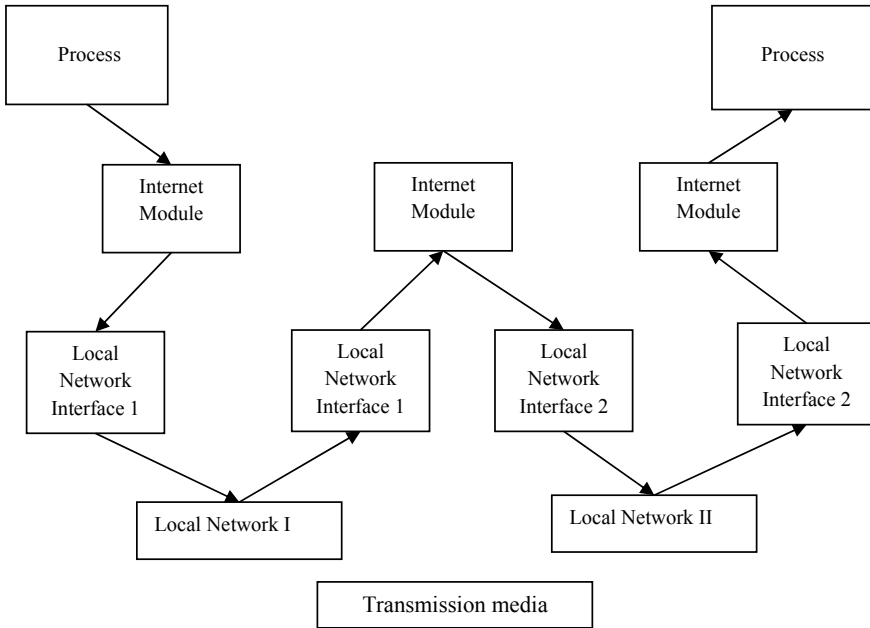 Process
Process
Internet
Module
Internet
Module
Internet
Module
Local
Network
Interface 1
Local
Network
Interface 1
Local
Network
Interface 2
Local
Network
Interface 2
Local Network I
Local Network II
Transmission media